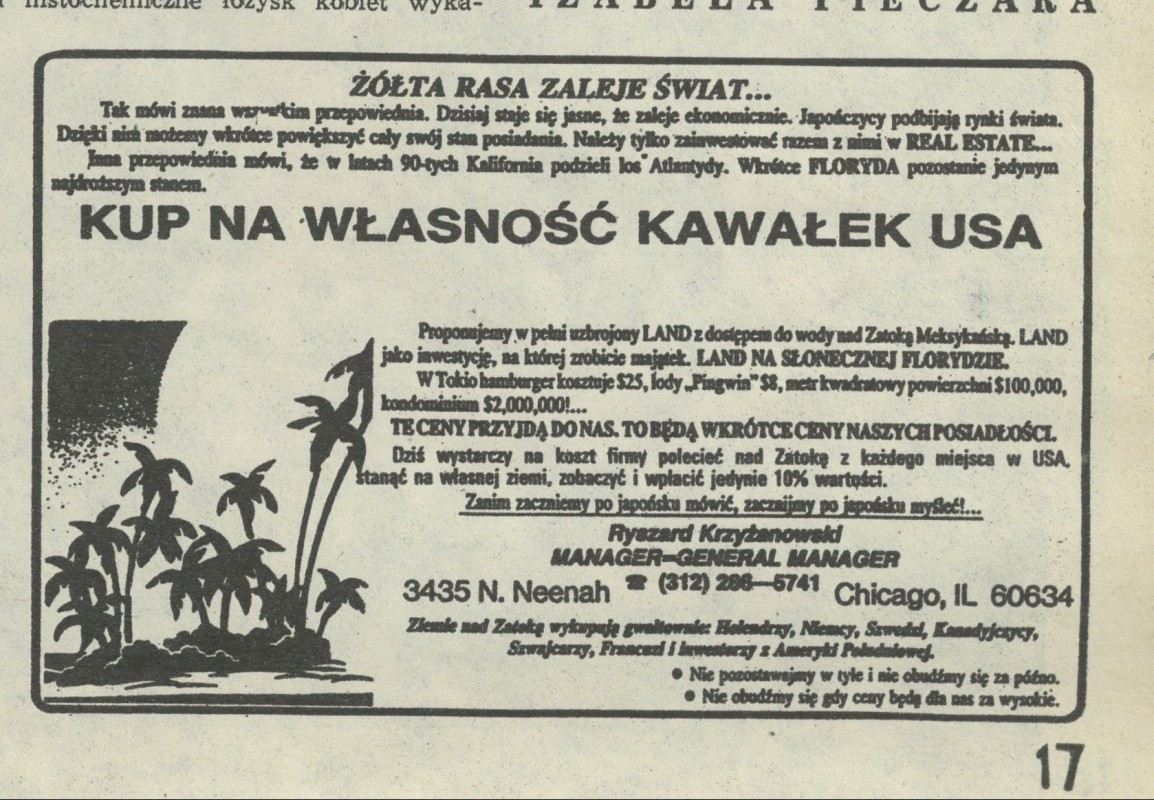 histochemiczne łożysk kobiet wyka-
IZABELA PIECZARA
ŻÓŁTA RASA ZALEJE ŚWIAT...
Tak mówi znana wszystkim przepowiednia. Dzisiaj staje się jasne, że zaleje ekonomicznie. Japończycy podbijają rynki świata.
Dzięki nim możemy wkrótce powiększyć cały swój stan posiadania. Należy tylko zainwestować razem z nimi w REAL ESTATE...
Inna przepowiednia mówi, że w latach 90-tych Kalifornia podzieli los Atlantydy. Wkrótce FLORYDA pozostanie jedynym
najdroższym stanem.
KUP NA WŁASNOŚĆ KAWAŁEK USA
Proponujemy w pełni uzbrojony LAND z dostępem do wody nad Zatoką Meksykańską. LAND
jako inwestycję, na której zrobicie majątek. LAND NA SŁONECZNEJ FLORYDZIE.
W Tokio hamburger kosztuje $25, lody „Pingwin" $8, metr kwadratowy powierzchni $100,000,
kondominium $2,000,000!...
TE CENY PRZYJDĄ DO NAS. TO BĘDĄ WKRÓTCE CENY NASZYCH POSIADŁOŚCI.
Dziś wystarczy na koszt firmy polecieć nad Zatokę z każdego miejsca w USA,
stanąć na własnej ziemi, zobaczyć i wpłacić jedynie 10% wartości.
Zanim zaczniemy po japońsku mówić, zacznijmy po japońsku myśleć!...
Ryszard Krzyżanowski
MANAGER—GENERAL MANAGER
3435 N. Neenah ☎ (312) 286—5741 Chicago, IL 60634
Ziemie nad Zatoką wykupują gwałtownie: Holendrzy, Niemcy, Szwedzi, Kanadyjczycy,
Szwajcarzy, Francuzi i inwestorzy z Ameryki Południowej.
● Nie pozostawajmy w tyle i nie obudźmy się za późno.
● Nie obudźmy się gdy ceny będą dla nas za wysokie.
17